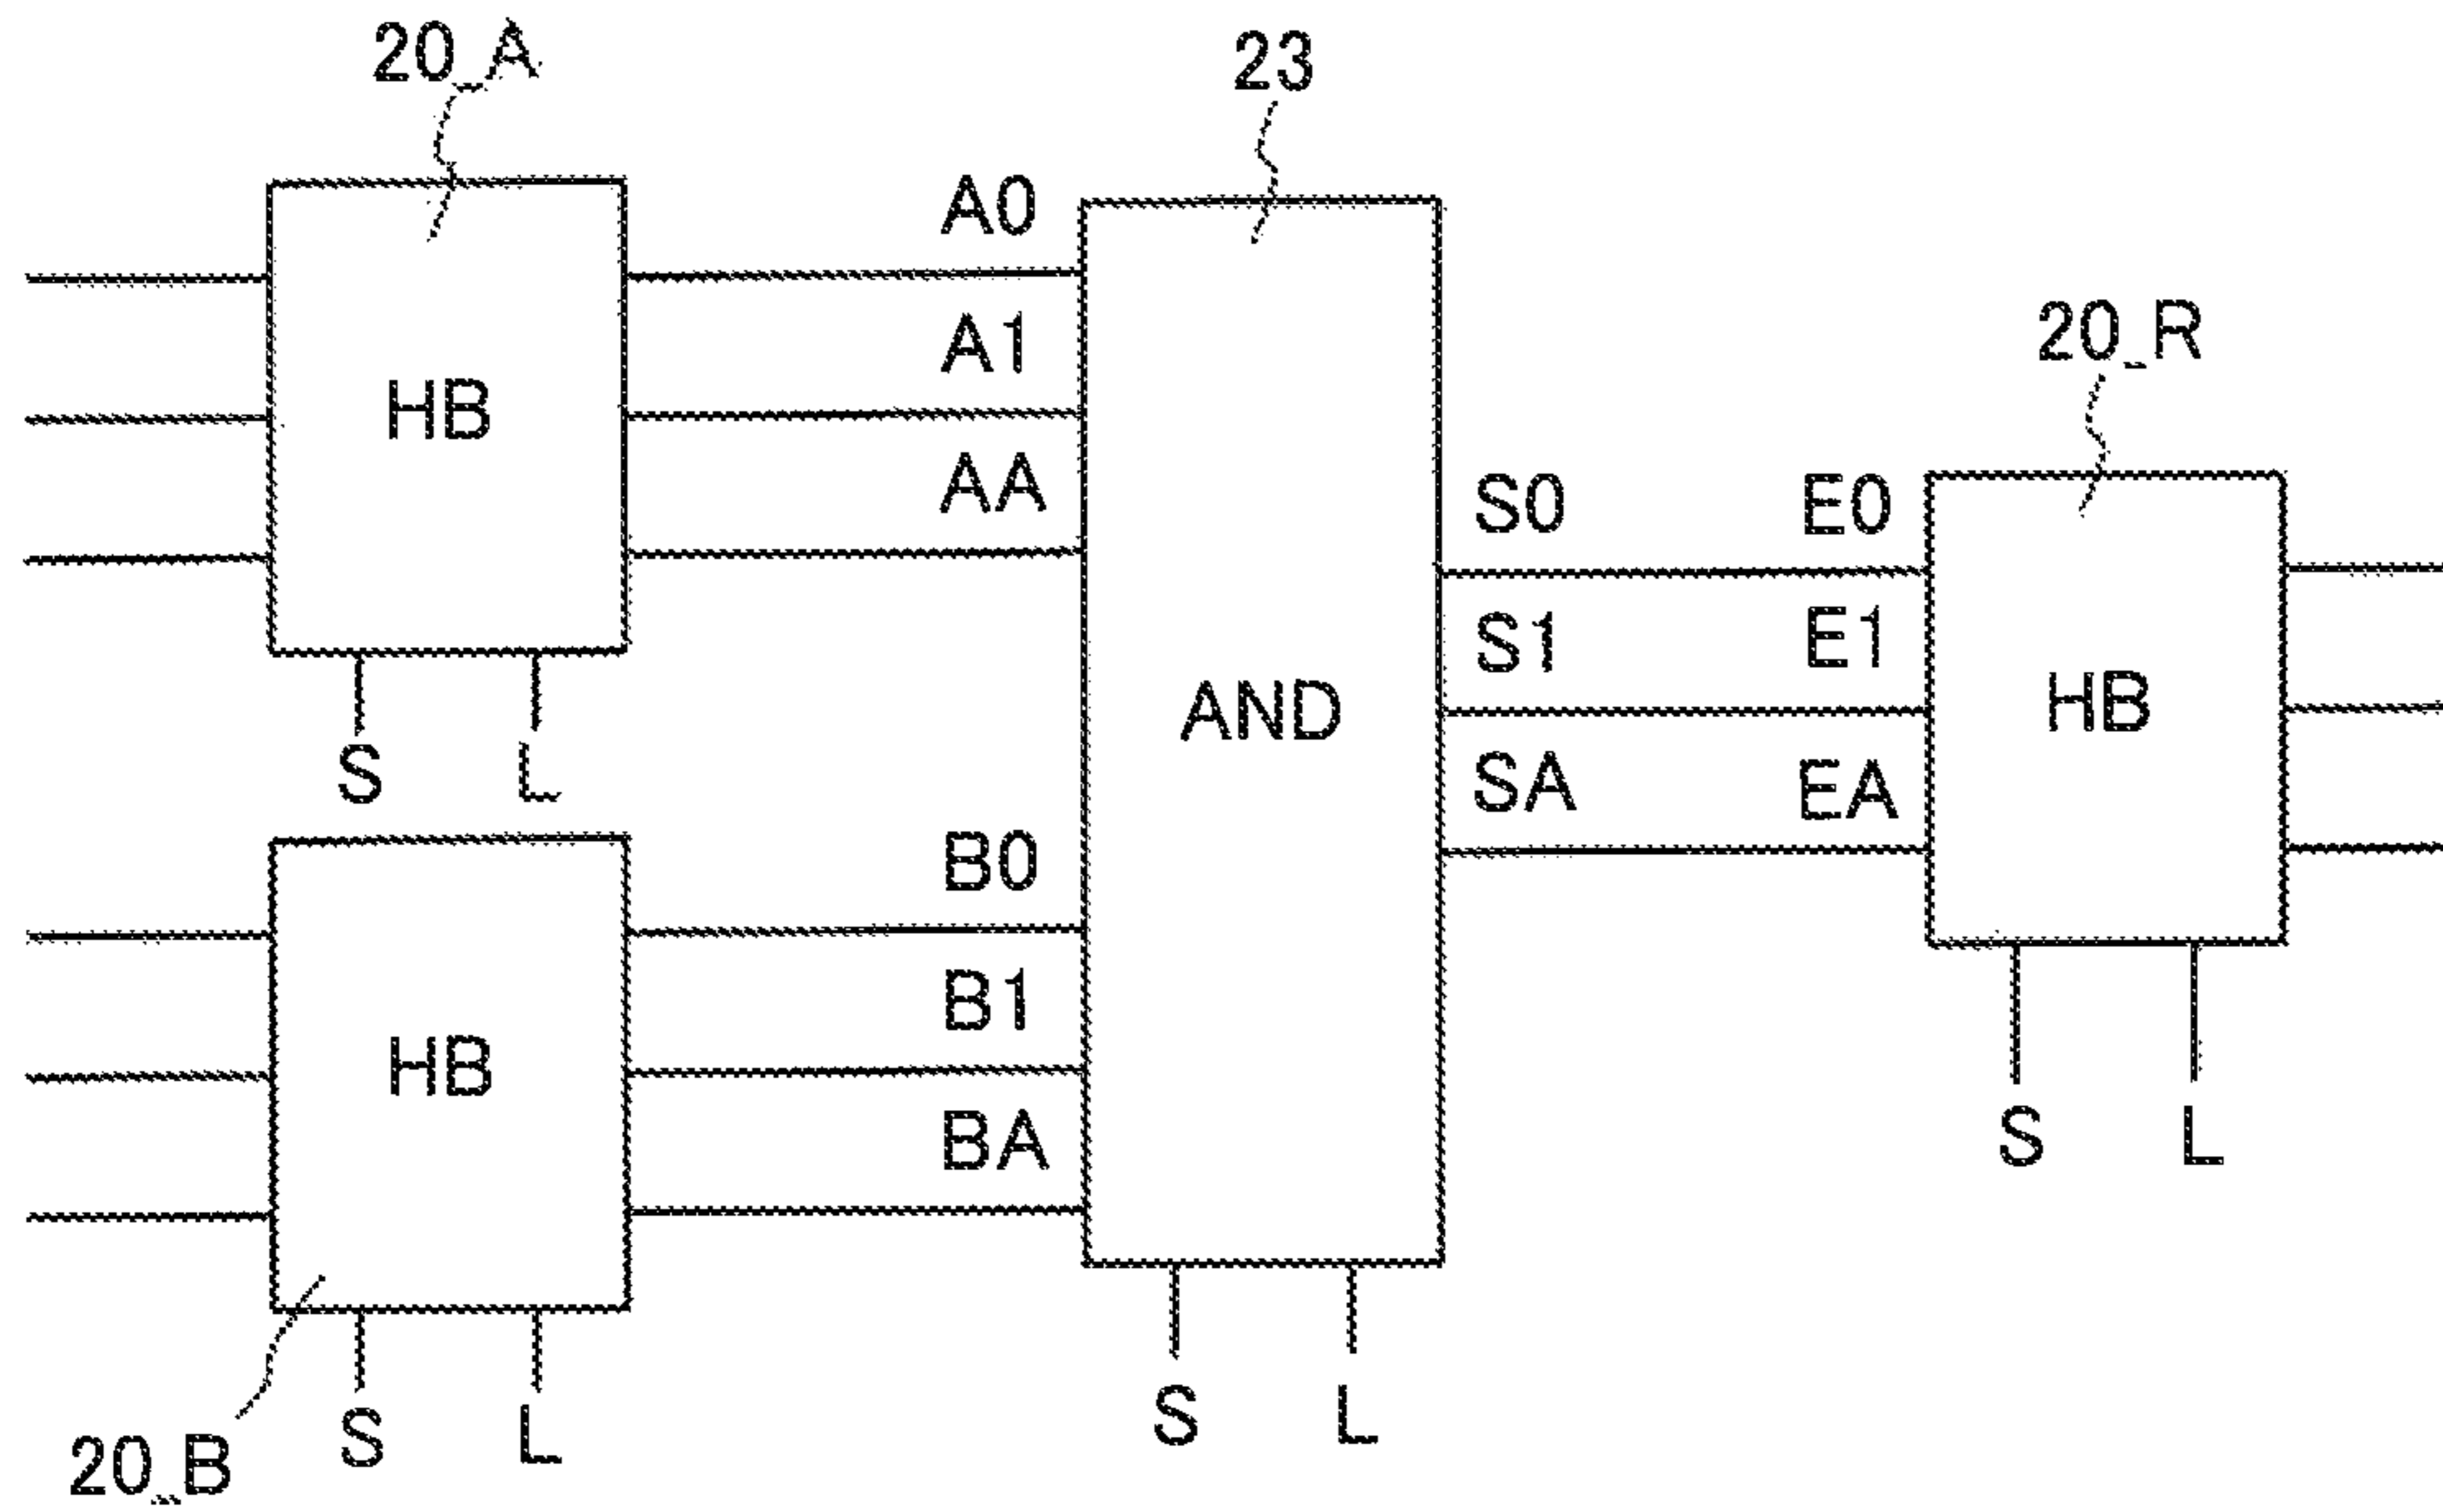 20_A
23
A0
A1
HB
AA
20_R
S0 E0
S1 E1
AND
HB
SA EA
S L
B0
B1
HB
BA
S L
S L
S L
20_B